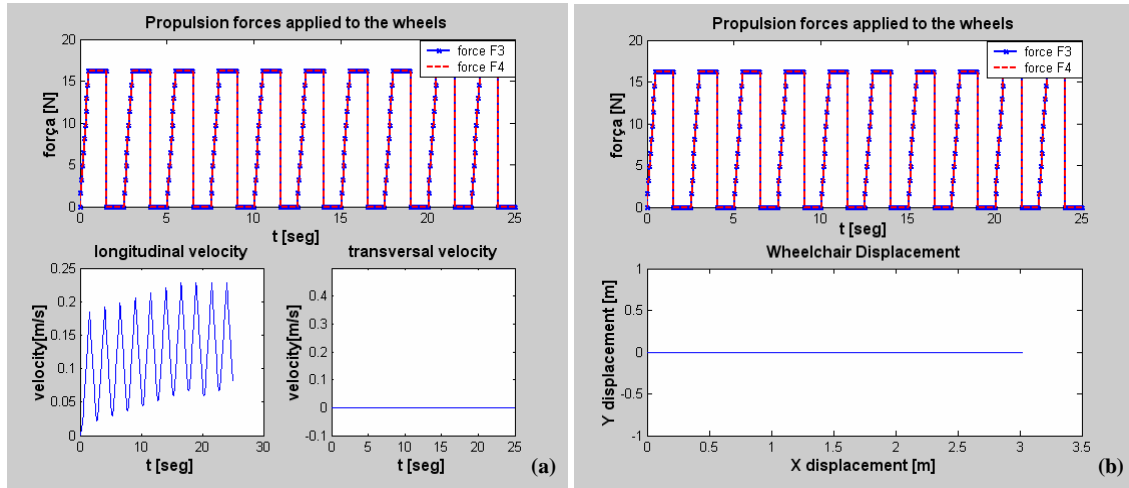 Propulsion forces applied to the wheels
força [N]
20
15
10
5
0
force F3
force F4
0 5 10 15 20 25
t [seg]
longitudinal velocity
velocity[m/s]
0.25
0.2
0.15
0.1
0.05
0
0 10 20 30
t [seg]
transversal velocity
velocity[m/s]
0.4
0.3
0.2
0.1
0
-0.1
0 5 10 15 20 25
t [seg]
(a)
Propulsion forces applied to the wheels
força [N]
20
15
10
5
0
force F3
force F4
0 5 10 15 20 25
t [seg]
Wheelchair Displacement
Y displacement [m]
1
0.5
0
-0.5
-1
0 0.5 1 1.5 2 2.5 3 3.5
X displacement [m]
(b)